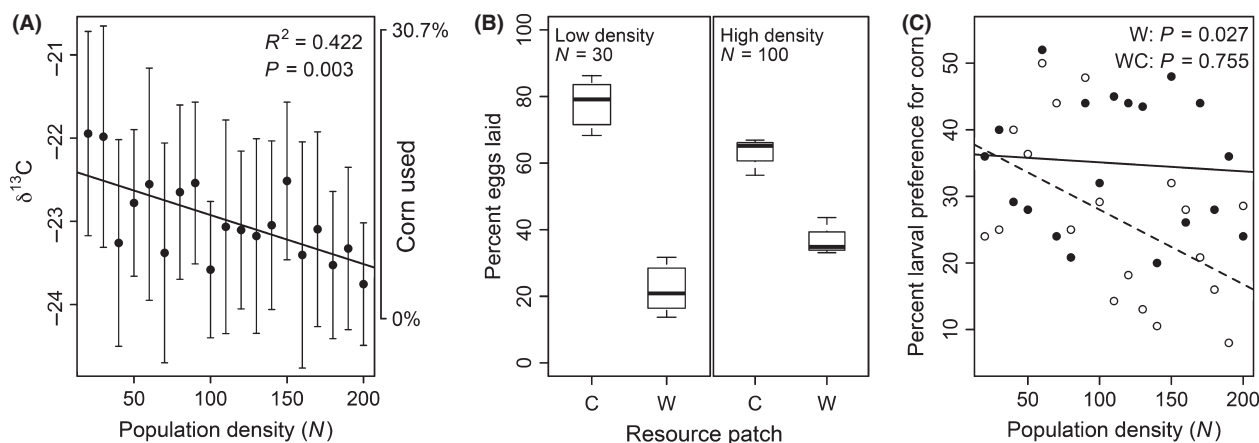 (A)
R² = 0.422
P = 0.003
δ¹³C
−21
−22
−23
−24
30.7%
Corn used
0%
50
100
150
200
Population density (N)
(B)
Percent eggs laid
100
80
60
40
20
0
Low density
N = 30
High density
N = 100
C
W
C
W
Resource patch
(C)
W: P = 0.027
WC: P = 0.755
Percent larval preference for corn
50
40
30
20
10
50
100
150
200
Population density (N)